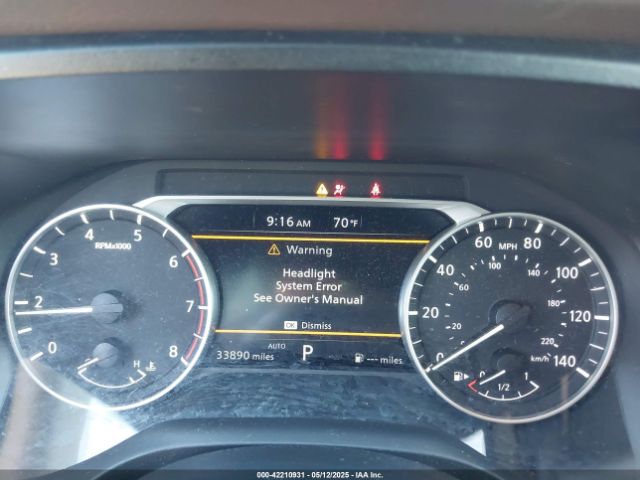 9:16 AM 70 °F
Warning
Headlight
System Error
See Owner's Manual
OK Dismiss
AUTO
33890 miles P --- miles
0 2 3 4 5 6 7 8
RPMx1000
H
0 20 40 60 80 100 120 140
MPH
20 60 100 140 180 220
km/h
0 1/2 1
000-42210931 - 05/12/2025 - IAA Inc.